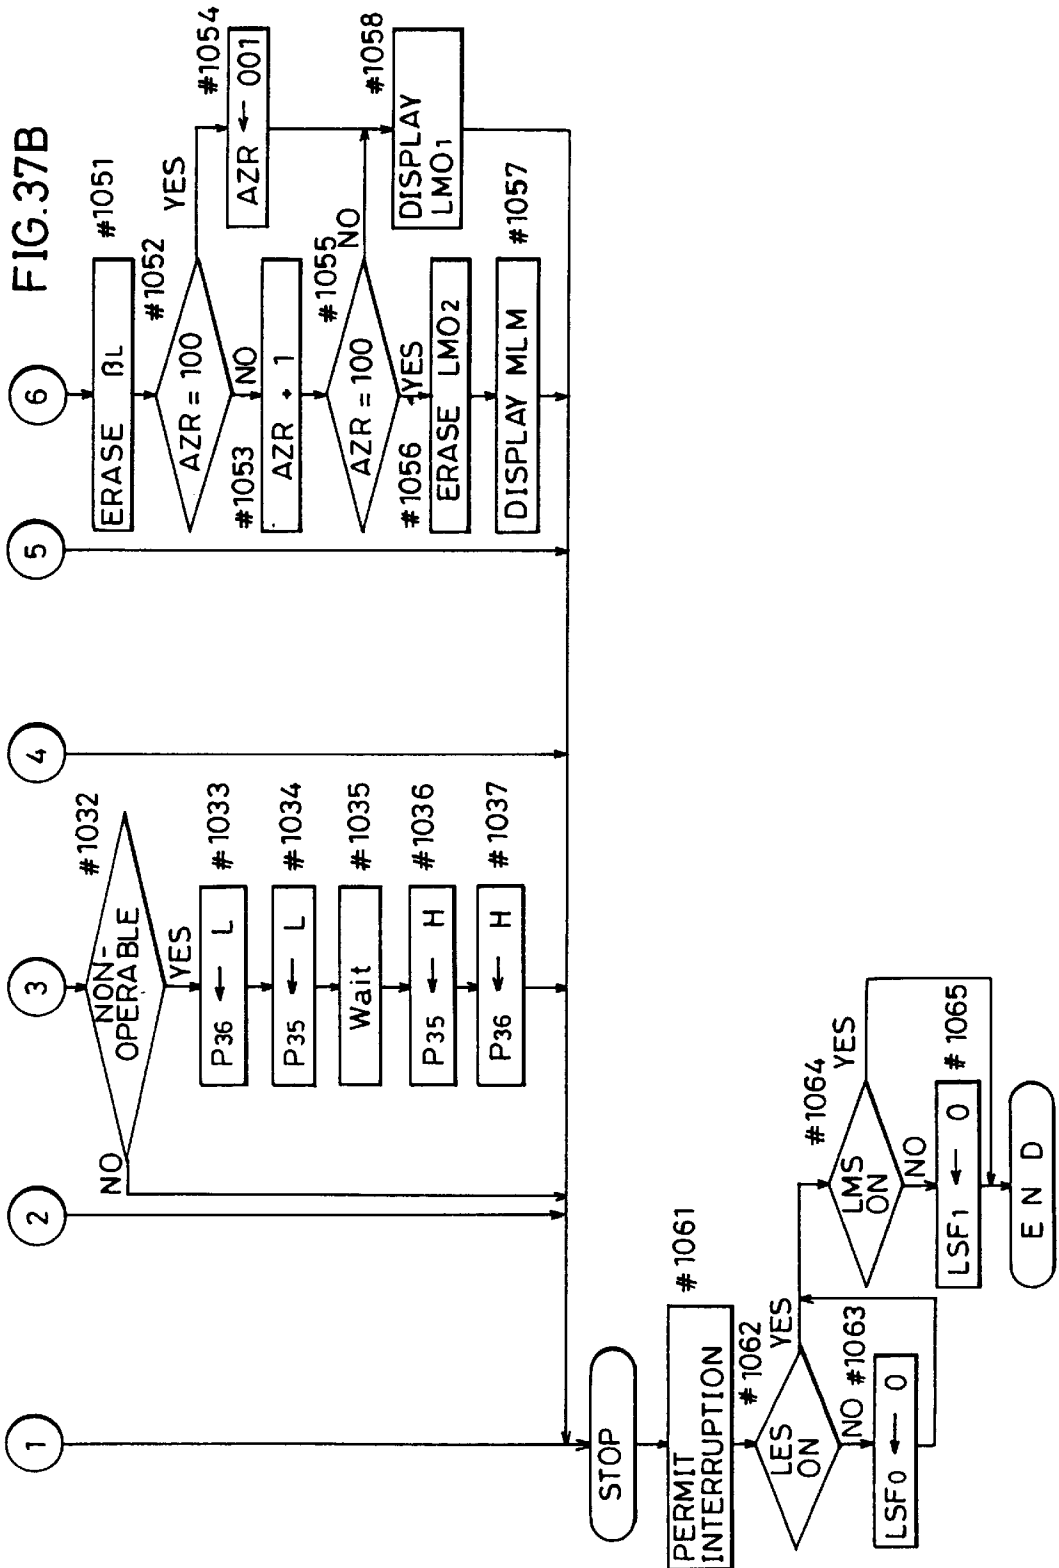 FIG.37B
1
2
3
4
5
6
NON-
OPERABLE
#1032
NO
YES
P36 ← L
#1033
P35 ← L
#1034
Wait
#1035
P35 ← H
#1036
P36 ← H
#1037
ERASE BL
#1051
AZR = 100
#1052
YES
NO
AZR ← 001
#1054
#1053
AZR + 1
AZR = 100
#1055
NO
YES
#1056
ERASE LMO2
DISPLAY MLM
#1057
DISPLAY
LMO1
#1058
STOP
PERMIT
INTERRUPTION
#1061
LES
ON
#1062
YES
NO
#1063
LSF0 ← 0
LMS
ON
#1064
YES
NO
LSF1 ← 0
#1065
END